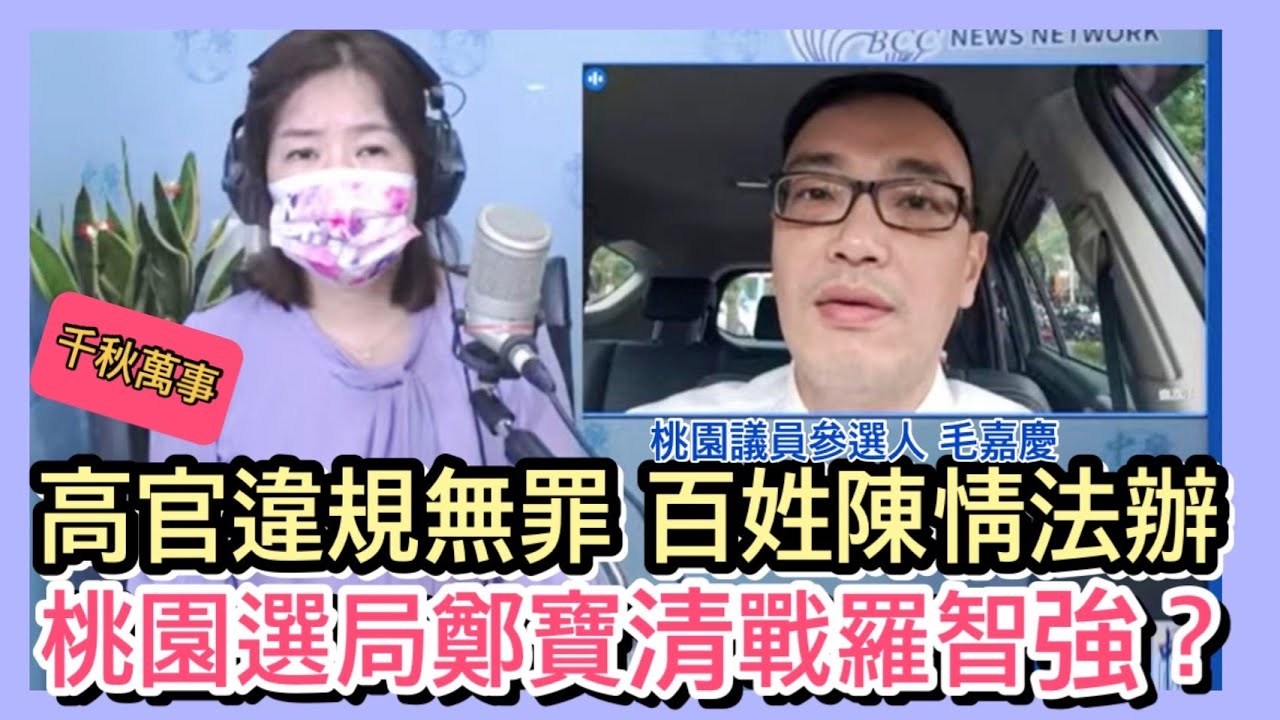 BCC NEWS NETWORK
千秋萬事
桃園議員參選人 毛嘉慶
高官違規無罪 百姓陳情法辦
桃園選局鄭寶清戰羅智強？